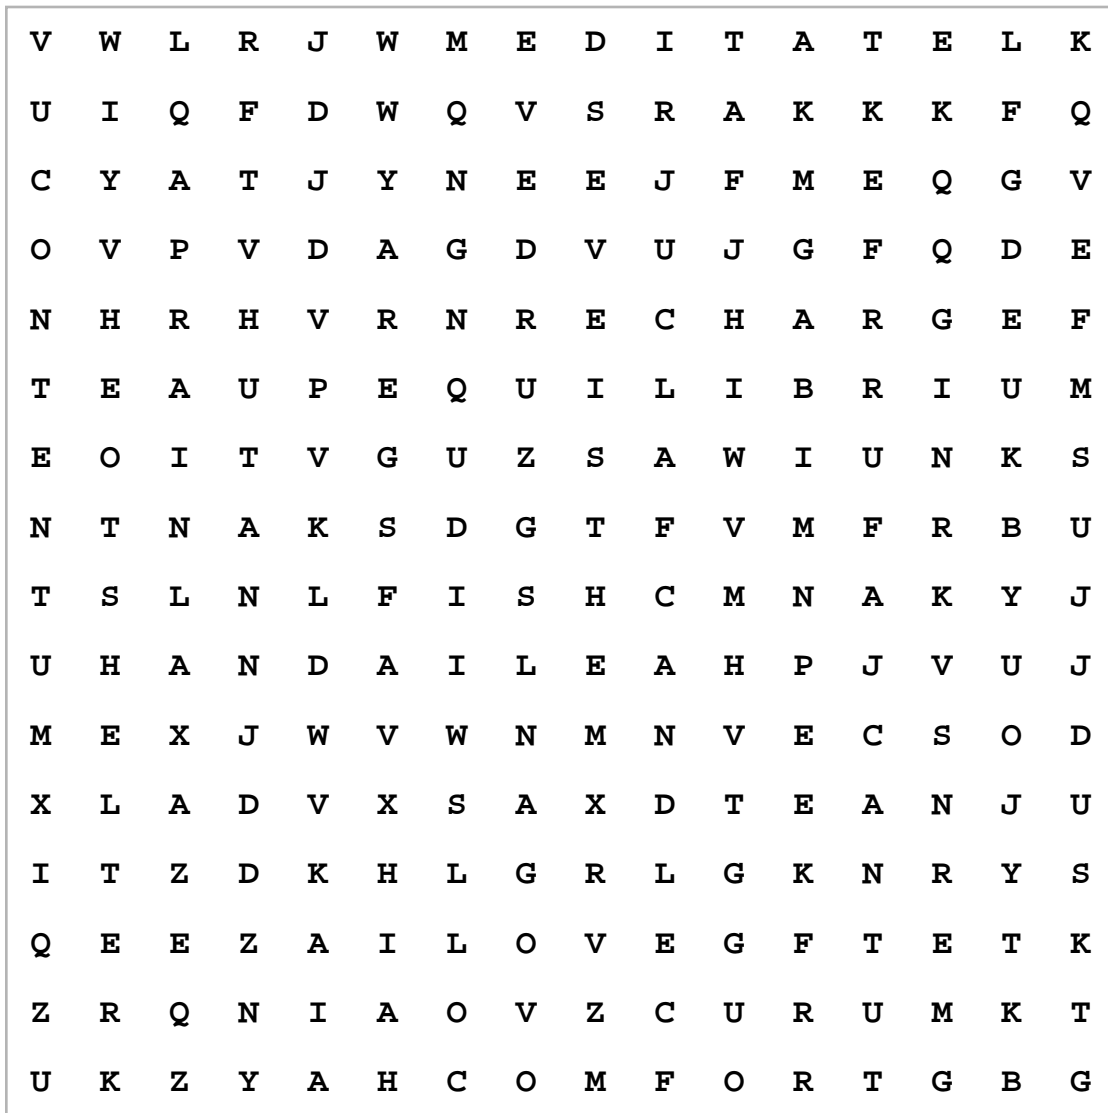 V W L R J W M E D I T A T E L K
U I Q F D W Q V S R A K K K F Q
C Y A T J Y N E E J F M E Q G V
O V P V D A G D V U J G F Q D E
N H R H V R N R E C H A R G E F
T E A U P E Q U I L I B R I U M
E O I T V G U Z S A W I U N K S
N T N A K S D G T F V M F R B U
T S L N L F I S H C M N A K Y J
U H A N D A I L E A H P J V U J
M E X J W V W N M N V E C S O D
X L A D V X S A X D T E A N J U
I T Z D K H L G R L G K N R Y S
Q E E Z A I L O V E G F T E T K
Z R Q N I A O V Z C U R U M K T
U K Z Y A H C O M F O R T G B G